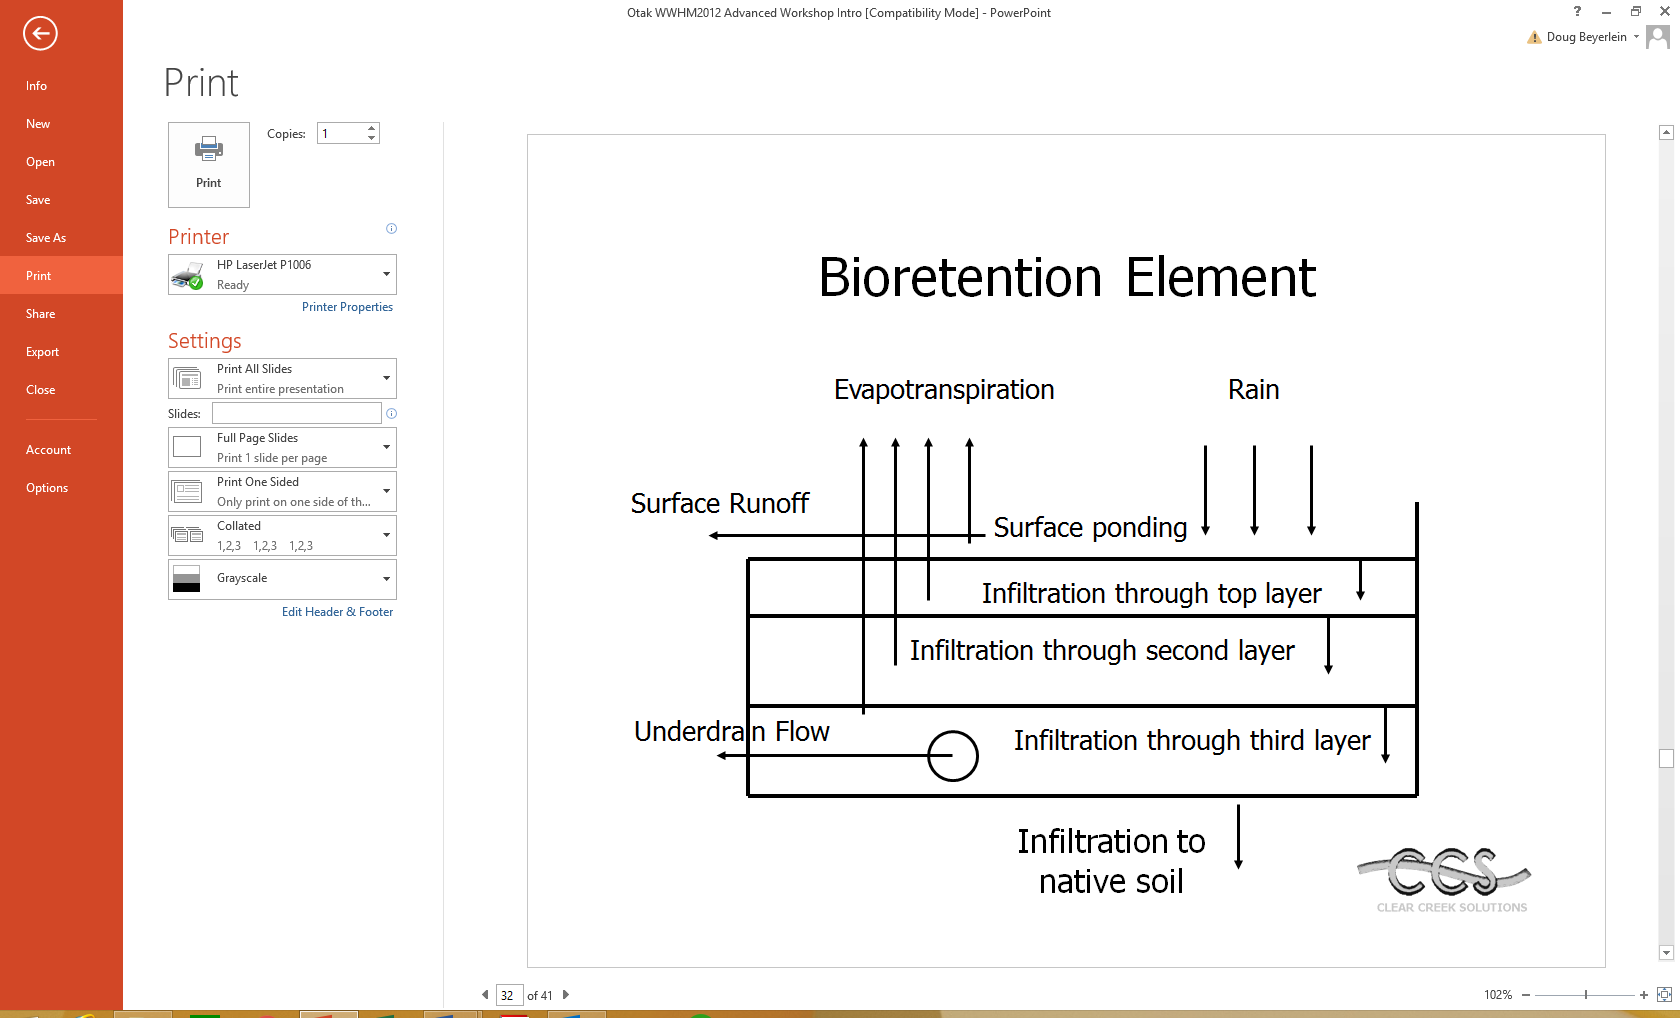 Otak WWHM2012 Advanced Workshop Intro [Compatibility Mode] - PowerPoint
?
Doug Beyerlein
Info
New
Open
Save
Save As
Print
Share
Export
Close
Account
Options
Print
Print
Copies: 1
Printer
HP LaserJet P1006
Ready
Printer Properties
Settings
Print All Slides
Print entire presentation
Slides:
Full Page Slides
Print 1 slide per page
Print One Sided
Only print on one side of th...
Collated
1,2,3 1,2,3 1,2,3
Grayscale
Edit Header & Footer
Bioretention Element
Evapotranspiration
Rain
Surface Runoff
Surface ponding
Infiltration through top layer
Infiltration through second layer
Underdrain Flow
Infiltration through third layer
Infiltration to
native soil
CCS
CLEAR CREEK SOLUTIONS
32 of 41
102%